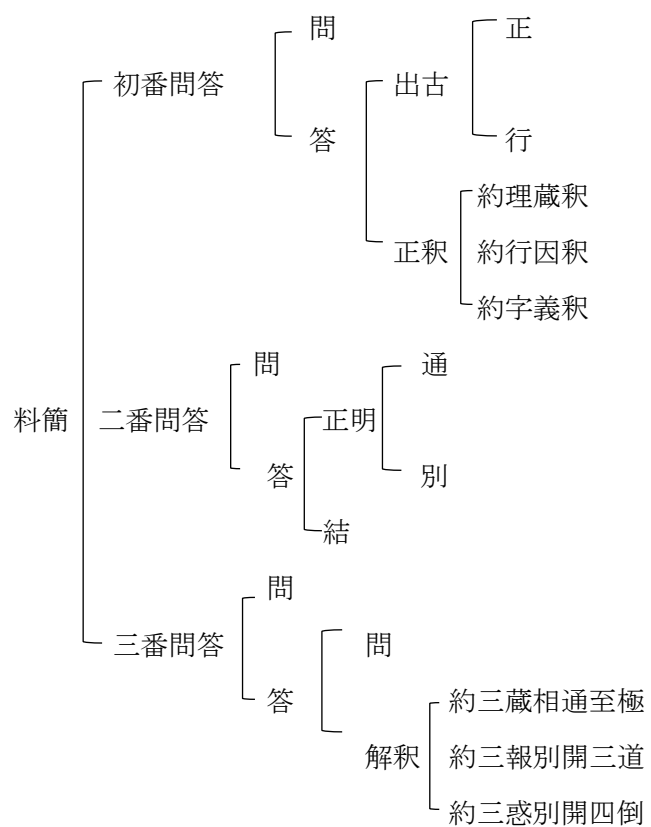 料簡
初番問答
問
答
出古
正
行
正釈
約理蔵釈
約行因釈
約字義釈
二番問答
問
答
正明
通
別
結
三番問答
問
答
問
解釈
約三蔵相通至極
約三報別開三道
約三惑別開四倒